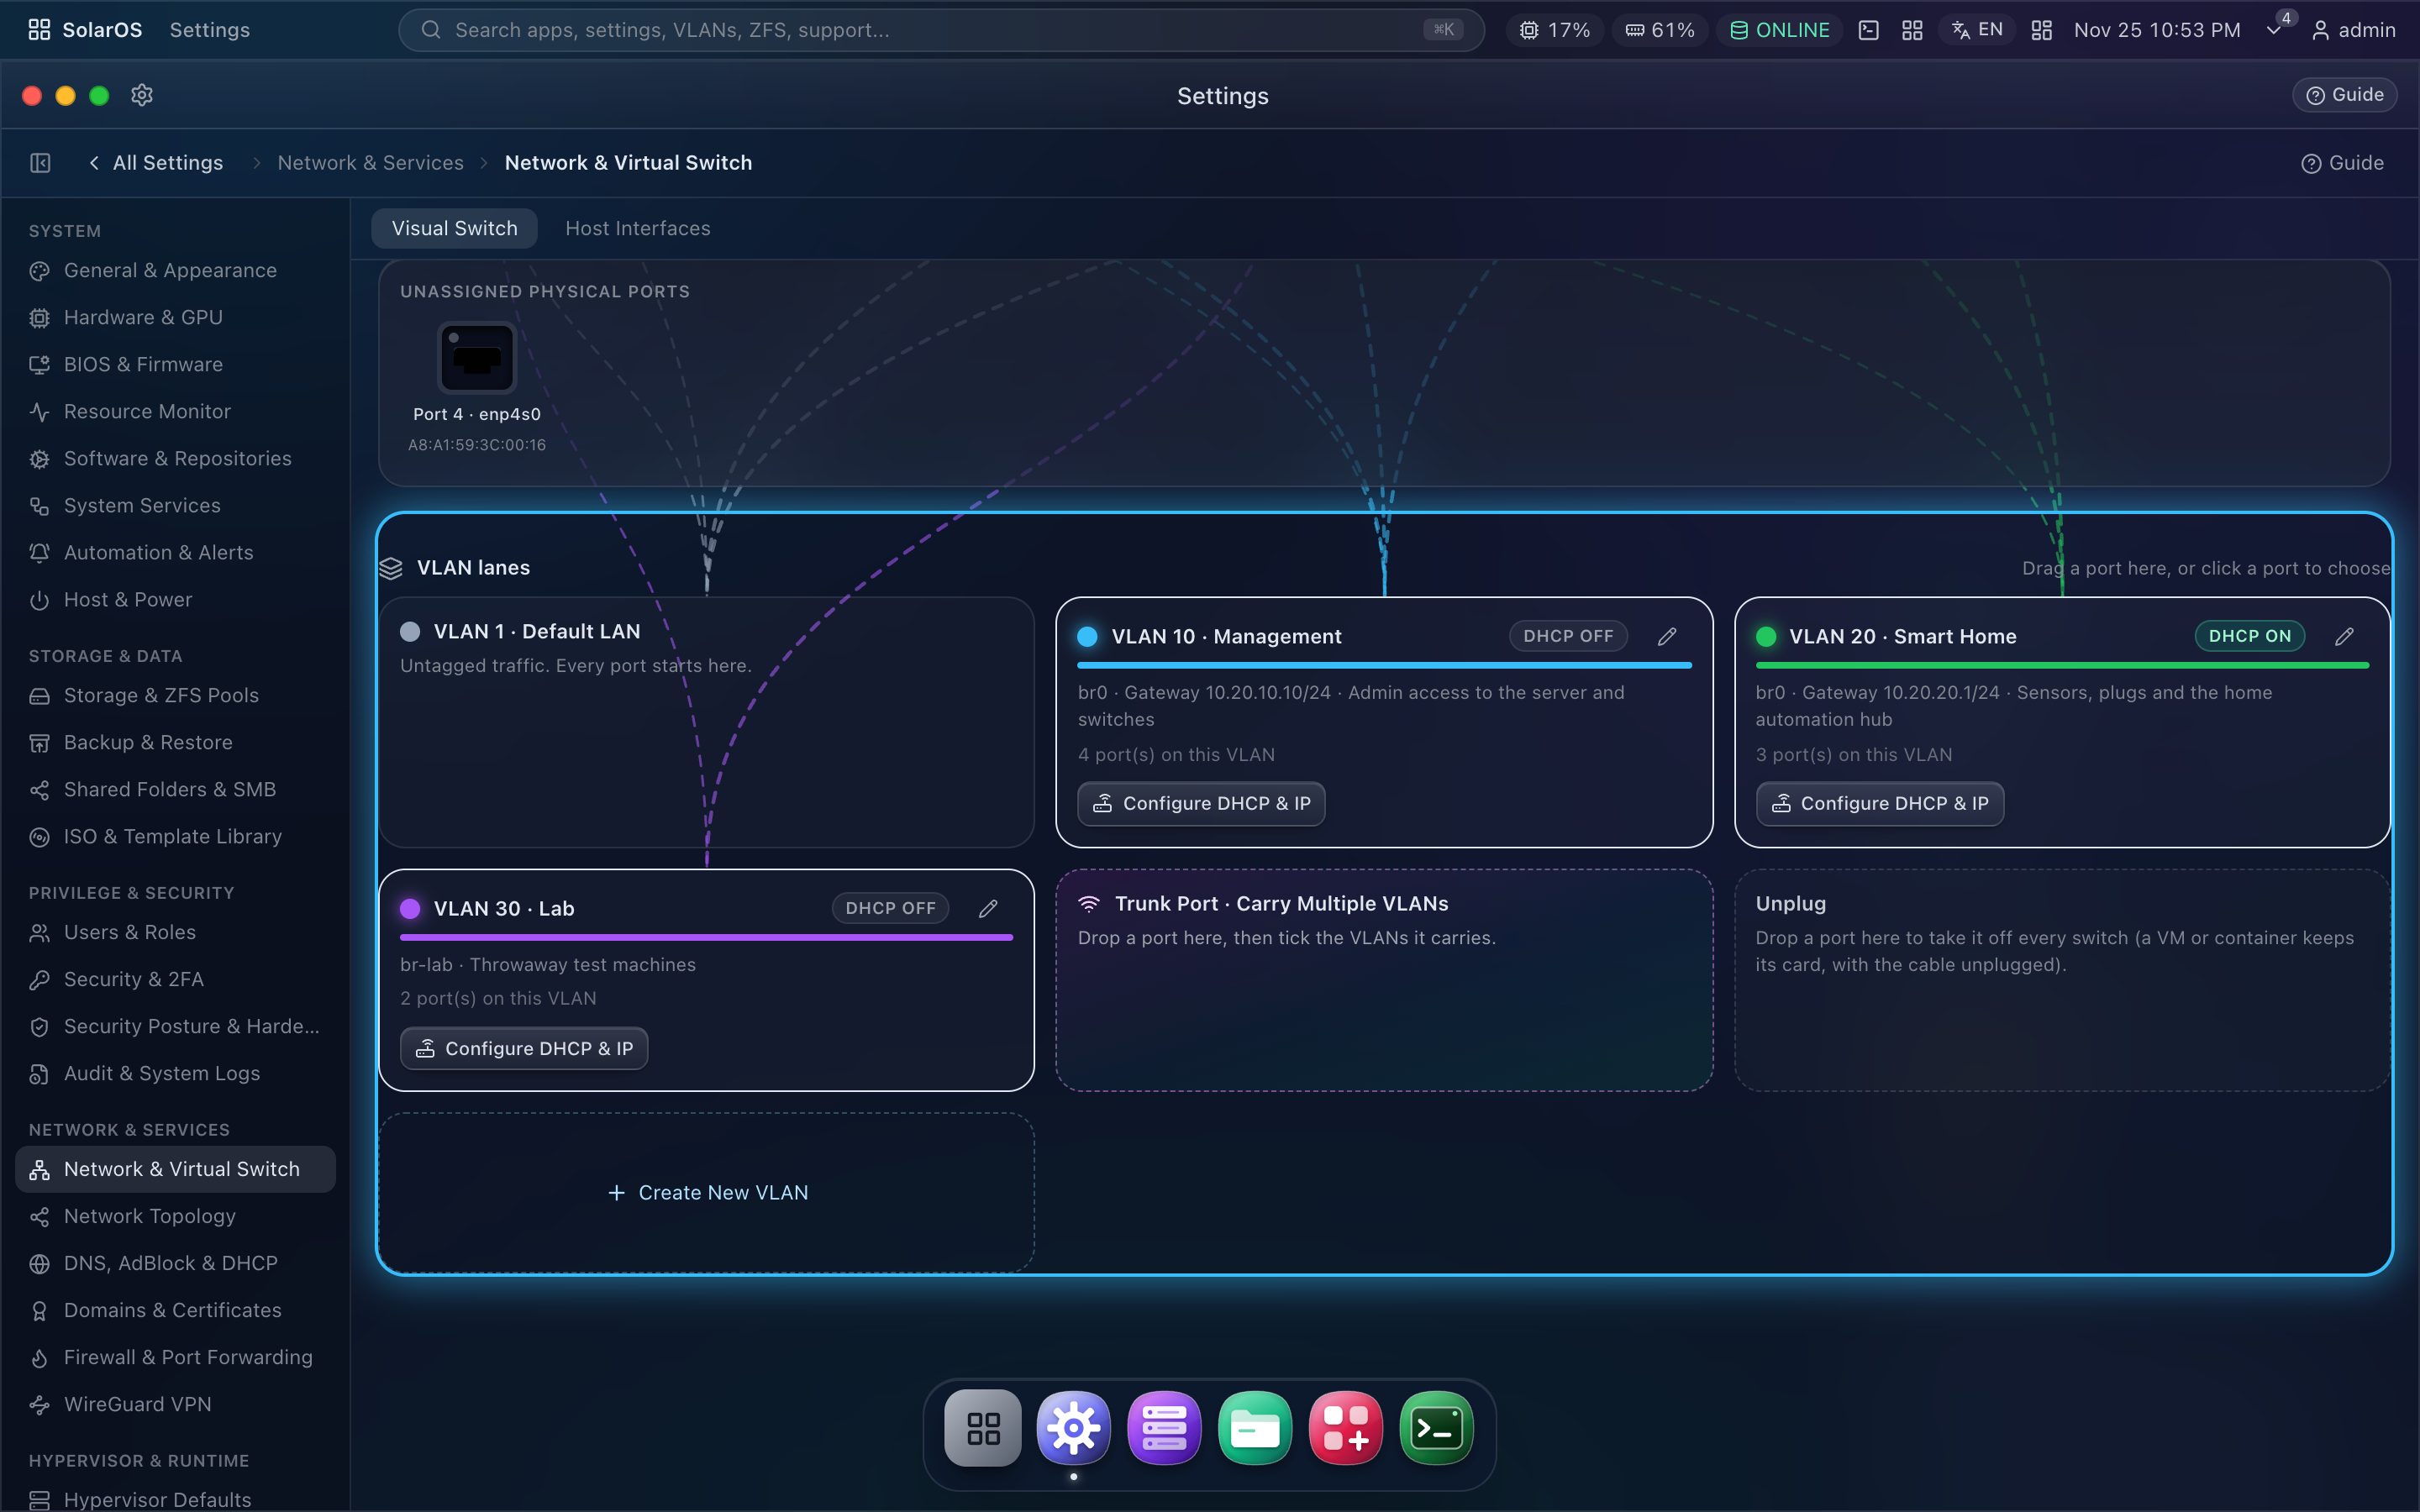 SolarOS
Settings
Search apps, settings, VLANs, ZFS, support...
⌘K
17%
61%
ONLINE
EN
Nov 25 10:53 PM
4
admin
Settings
Guide
All Settings
Network & Services
Network & Virtual Switch
Guide
SYSTEM
General & Appearance
Hardware & GPU
BIOS & Firmware
Resource Monitor
Software & Repositories
System Services
Automation & Alerts
Host & Power
STORAGE & DATA
Storage & ZFS Pools
Backup & Restore
Shared Folders & SMB
ISO & Template Library
PRIVILEGE & SECURITY
Users & Roles
Security & 2FA
Security Posture & Harde...
Audit & System Logs
NETWORK & SERVICES
Network & Virtual Switch
Network Topology
DNS, AdBlock & DHCP
Domains & Certificates
Firewall & Port Forwarding
WireGuard VPN
HYPERVISOR & RUNTIME
Hypervisor Defaults
Visual Switch
Host Interfaces
UNASSIGNED PHYSICAL PORTS
Port 4 · enp4s0
A8:A1:59:3C:00:16
VLAN lanes
Drag a port here, or click a port to choose
VLAN 1 · Default LAN
Untagged traffic. Every port starts here.
VLAN 10 · Management
DHCP OFF
br0 · Gateway 10.20.10.10/24 · Admin access to the server and
switches
4 port(s) on this VLAN
Configure DHCP & IP
VLAN 20 · Smart Home
DHCP ON
br0 · Gateway 10.20.20.1/24 · Sensors, plugs and the home
automation hub
3 port(s) on this VLAN
Configure DHCP & IP
VLAN 30 · Lab
DHCP OFF
br-lab · Throwaway test machines
2 port(s) on this VLAN
Configure DHCP & IP
Trunk Port · Carry Multiple VLANs
Drop a port here, then tick the VLANs it carries.
Unplug
Drop a port here to take it off every switch (a VM or container keeps
its card, with the cable unplugged).
Create New VLAN